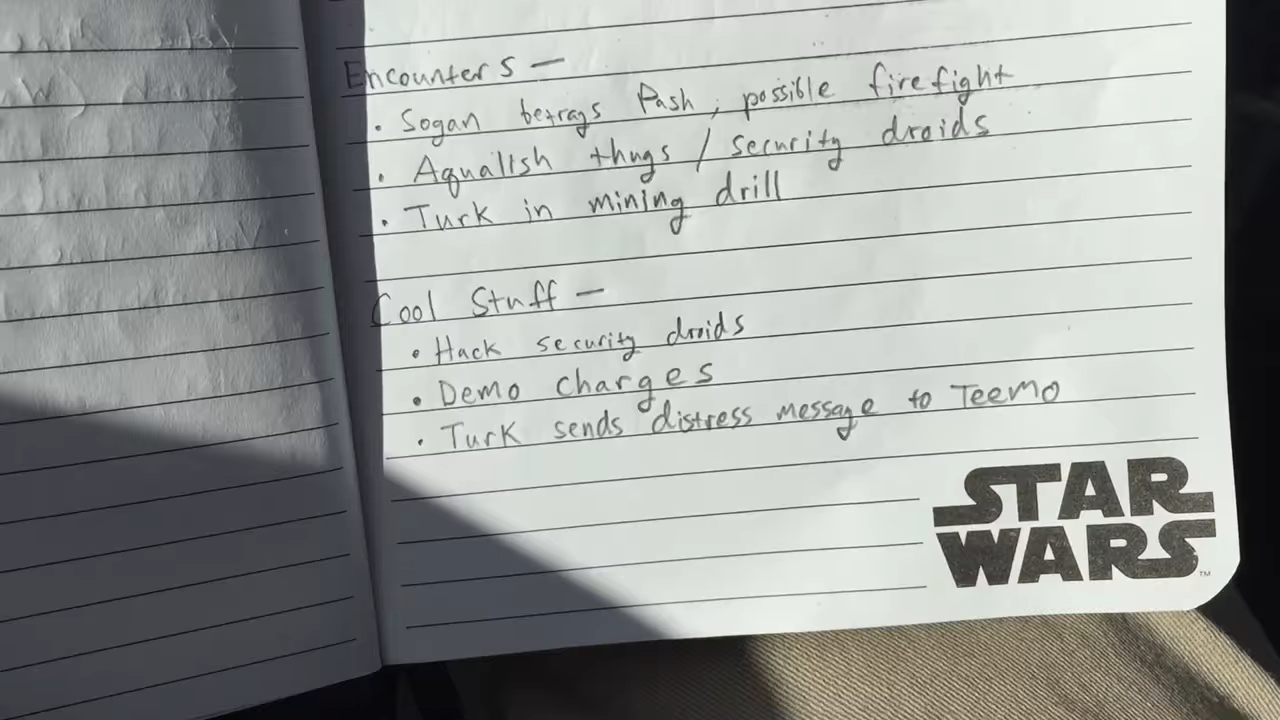 Encounters —
• Sogan betrays Pash, possible firefight
• Aqualish thugs / security droids
• Turk in mining drill
Cool Stuff —
• Hack security droids
• Demo charges
• Turk sends distress message to Teemo
STAR
WARS™